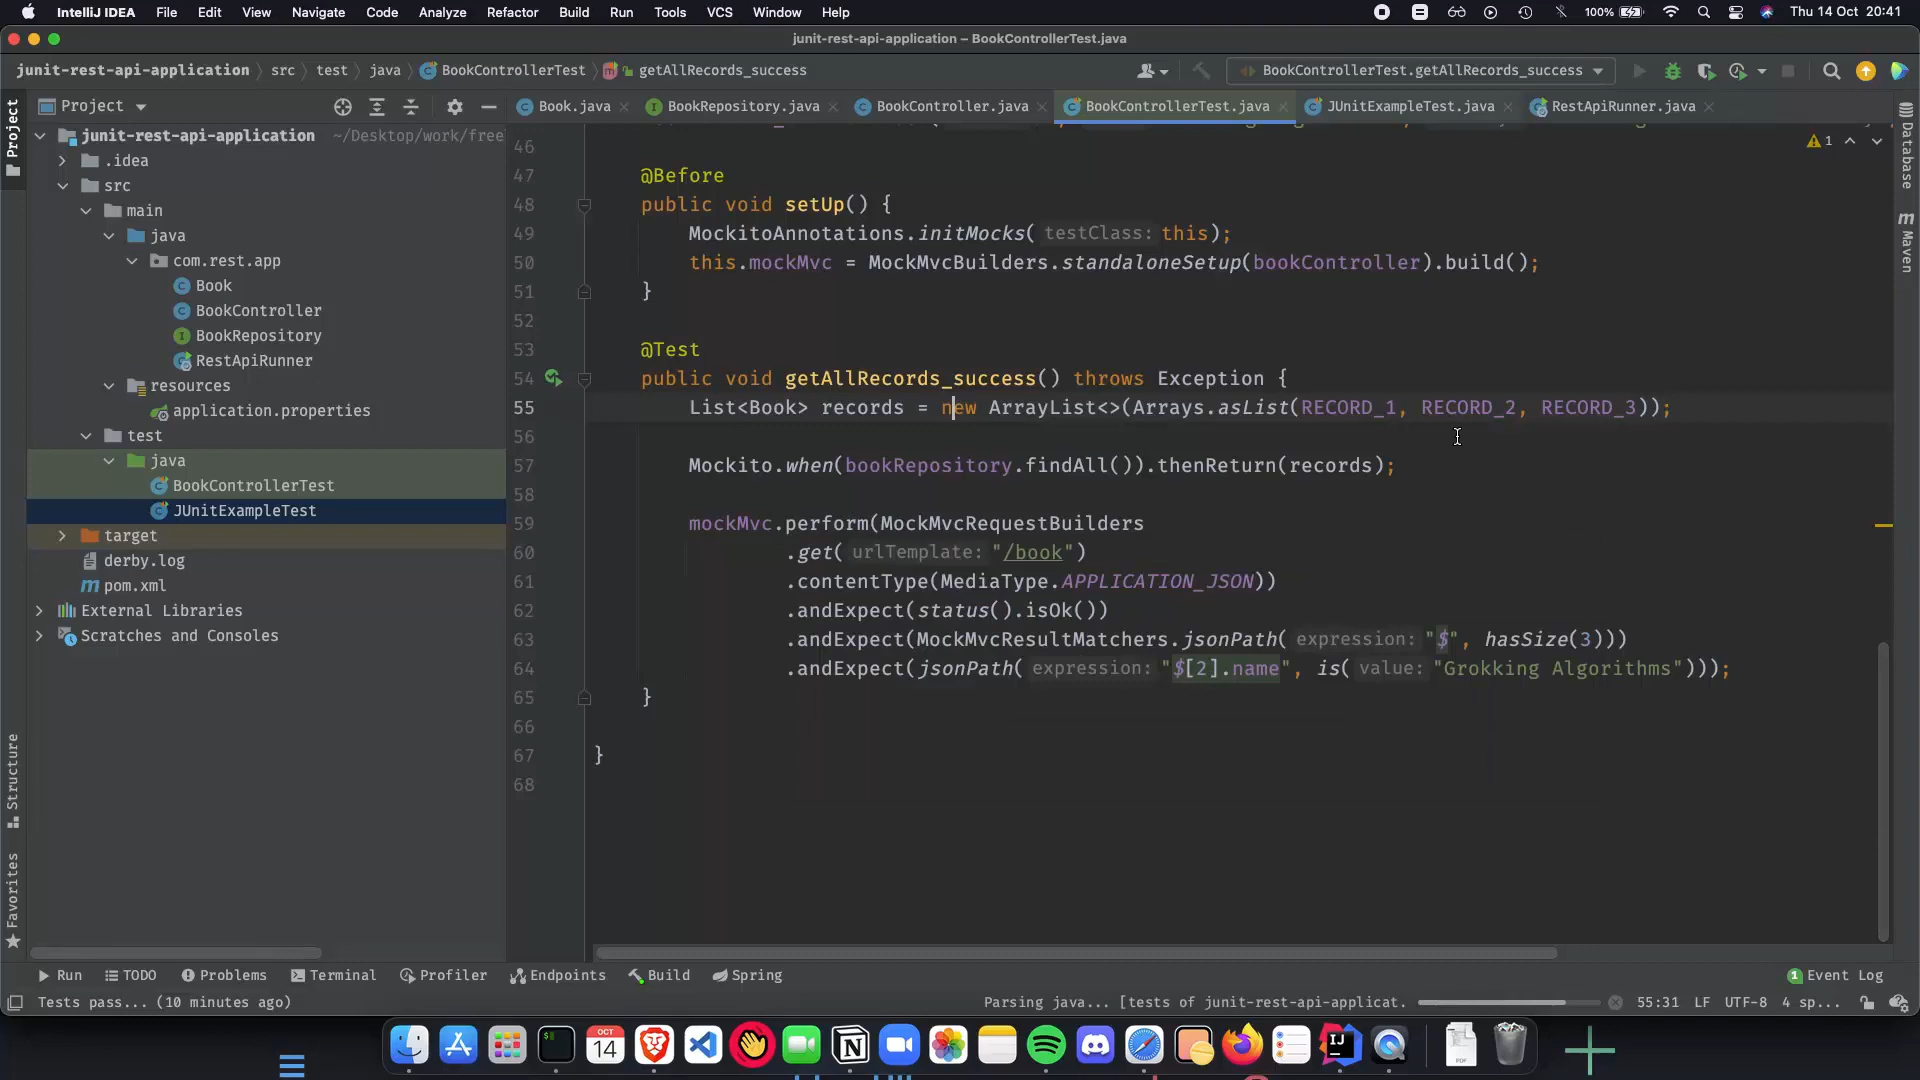 IntelliJ IDEA File Edit View Navigate Code Analyze Refactor Build Run Tools VCS Window Help 100% Thu 14 Oct 20:41
junit-rest-api-application – BookControllerTest.java
junit-rest-api-application src test java BookControllerTest getAllRecords_success BookControllerTest.getAllRecords_success
Project Book.java BookRepository.java BookController.java BookControllerTest.java JUnitExampleTest.java RestApiRunner.java
Project
Structure
Favorites
junit-rest-api-application ~/Desktop/work/free
.idea
src
main
java
com.rest.app
Book
BookController
BookRepository
RestApiRunner
resources
application.properties
test
java
BookControllerTest
JUnitExampleTest
target
derby.log
pom.xml
External Libraries
Scratches and Consoles
1
46
47 @Before
48 public void setUp() {
49 MockitoAnnotations.initMocks( testClass: this);
50 this.mockMvc = MockMvcBuilders.standaloneSetup(bookController).build();
51 }
52
53 @Test
54 public void getAllRecords_success() throws Exception {
55 List<Book> records = new ArrayList<>(Arrays.asList(RECORD_1, RECORD_2, RECORD_3));
56
57 Mockito.when(bookRepository.findAll()).thenReturn(records);
58
59 mockMvc.perform(MockMvcRequestBuilders
60 .get( urlTemplate: "/book")
61 .contentType(MediaType.APPLICATION_JSON))
62 .andExpect(status().isOk())
63 .andExpect(MockMvcResultMatchers.jsonPath( expression: "$", hasSize(3)))
64 .andExpect(jsonPath( expression: "$[2].name", is( value: "Grokking Algorithms")));
65 }
66
67 }
68
Database
Maven
Run TODO Problems Terminal Profiler Endpoints Build Spring 1 Event Log
Tests pass... (10 minutes ago) Parsing java... [tests of junit-rest-api-applicat. 55:31 LF UTF-8 4 sp...
OCT
14
PDF